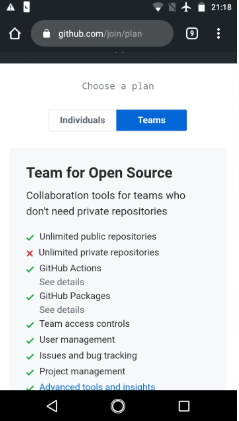 21:18
github.com/join/plan
9
Choose a plan
Individuals
Teams
Team for Open Source
Collaboration tools for teams who
don't need private repositories
Unlimited public repositories
Unlimited private repositories
GitHub Actions
See details
GitHub Packages
See details
Team access controls
User management
Issues and bug tracking
Project management
Advanced tools and insights